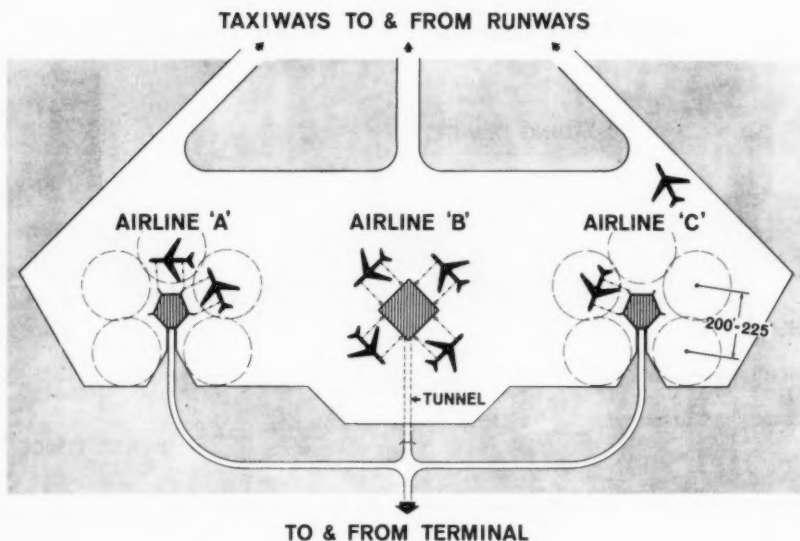 TAXIWAYS TO & FROM RUNWAYS
AIRLINE 'A'
AIRLINE 'B'
AIRLINE 'C'
200'-225'
TUNNEL
TO & FROM TERMINAL